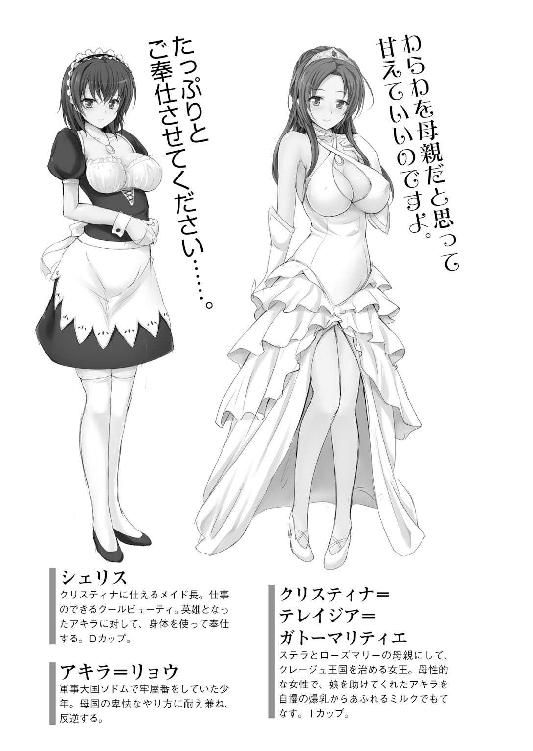 わらわを母親だと思って
甘えていいのですよ。
たっぷりと
ご奉仕させてください……。
シェリス
クリスティナに仕えるメイド長。仕事
のできるクールビューティ。英雄となっ
たアキラに対して、身体を使って奉仕
する。Dカップ。
アキラ=リョウ
軍事大国ソドムで牢屋番をしていた少
年。母国の卑怯なやり方に耐え兼ね、
反逆する。
クリスティナ=
テレイジア=
ガトーマリティエ
ステラとローズマリーの母親にして、
クレージュ王国を治める女王。母性的
な女性で、娘を助けてくれたアキラを
自慢の爆乳からあふれるミルクでもて
なす。Iカップ。